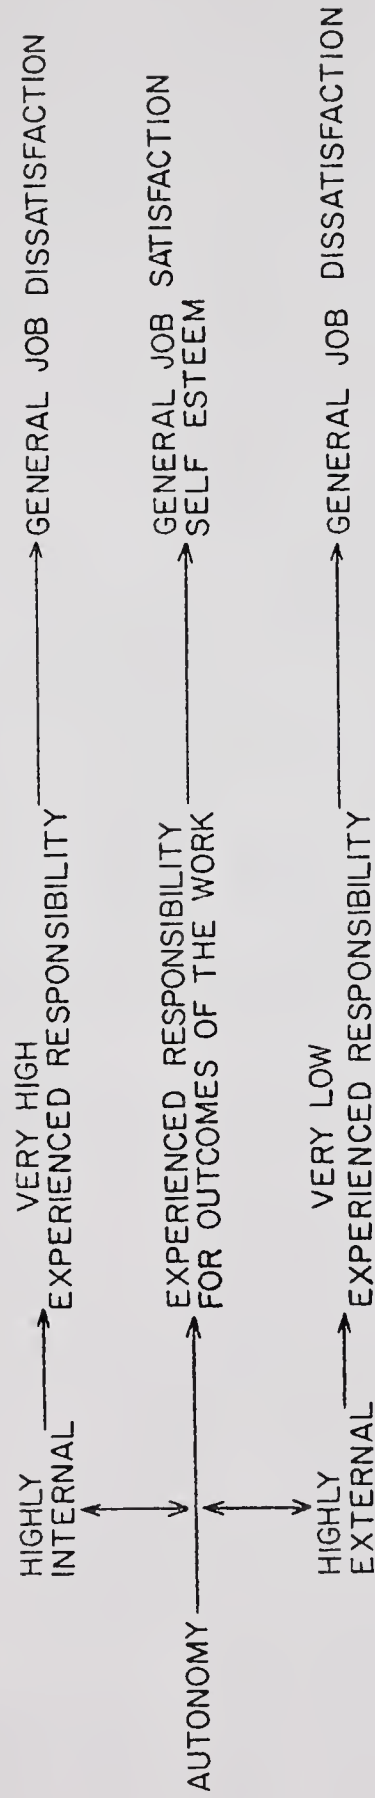 HIGHLY
INTERNAL
VERY HIGH
EXPERIENCED RESPONSIBILITY
GENERAL JOB DISSATISFACTION
AUTONOMY
EXPERIENCED RESPONSIBILITY
FOR OUTCOMES OF THE WORK
GENERAL JOB SATISFACTION
SELF ESTEEM
HIGHLY
EXTERNAL
VERY LOW
EXPERIENCED RESPONSIBILITY
GENERAL JOB DISSATISFACTION